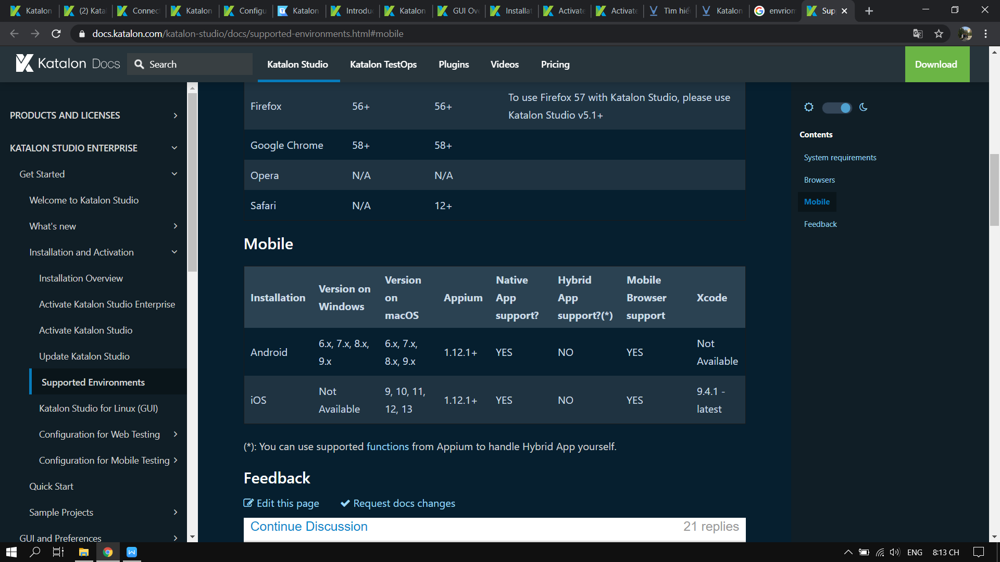 Katalon
(2) Kata
Connec
Katalon
Configu
Katalon
Introdu
Katalon
GUI Ov
Installat
Activate
Activate
Tìm hiể
Katalon
envrion
Sup
docs.katalon.com/katalon-studio/docs/supported-environments.html#mobile
Katalon Docs
Search
Katalon Studio
Katalon TestOps
Plugins
Videos
Pricing
Download
PRODUCTS AND LICENSES
KATALON STUDIO ENTERPRISE
Get Started
Welcome to Katalon Studio
What's new
Installation and Activation
Installation Overview
Activate Katalon Studio Enterprise
Activate Katalon Studio
Update Katalon Studio
Supported Environments
Katalon Studio for Linux (GUI)
Configuration for Web Testing
Configuration for Mobile Testing
Quick Start
Sample Projects
GUI and Preferences
Firefox 56+ 56+ To use Firefox 57 with Katalon Studio, please use
Katalon Studio v5.1+
Google Chrome 58+ 58+
Opera N/A N/A
Safari N/A 12+
Mobile
Installation
Version on
Windows
Version
on
macOS
Appium
Native
App
support?
Hybrid
App
support?(*)
Mobile
Browser
support
Xcode
Android
6.x, 7.x, 8.x,
9.x
6.x, 7.x,
8.x, 9.x
1.12.1+
YES
NO
YES
Not
Available
iOS
Not
Available
9, 10, 11,
12, 13
1.12.1+
YES
NO
YES
9.4.1 -
latest
(*): You can use supported functions from Appium to handle Hybrid App yourself.
Feedback
Edit this page
Request docs changes
Continue Discussion
21 replies
Contents
System requirements
Browsers
Mobile
Feedback
ENG
8:13 CH